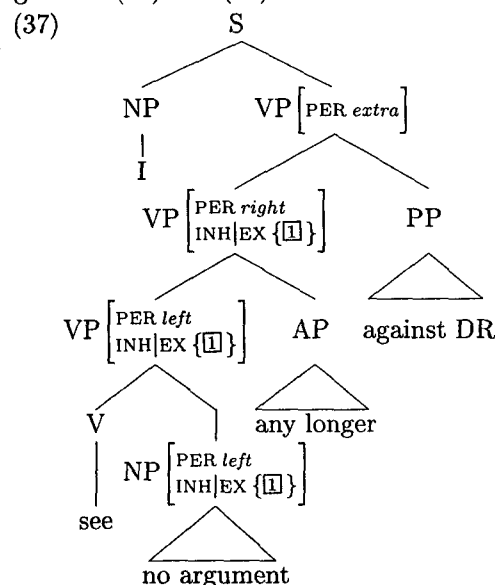 (37) S
NP VP [PER extra]
I
VP [PER right
INH|EX {[1]}] PP
VP [PER left
INH|EX {[1]}] AP against DR
V any longer
NP [PER left
INH|EX {[1]}]
see
no argument